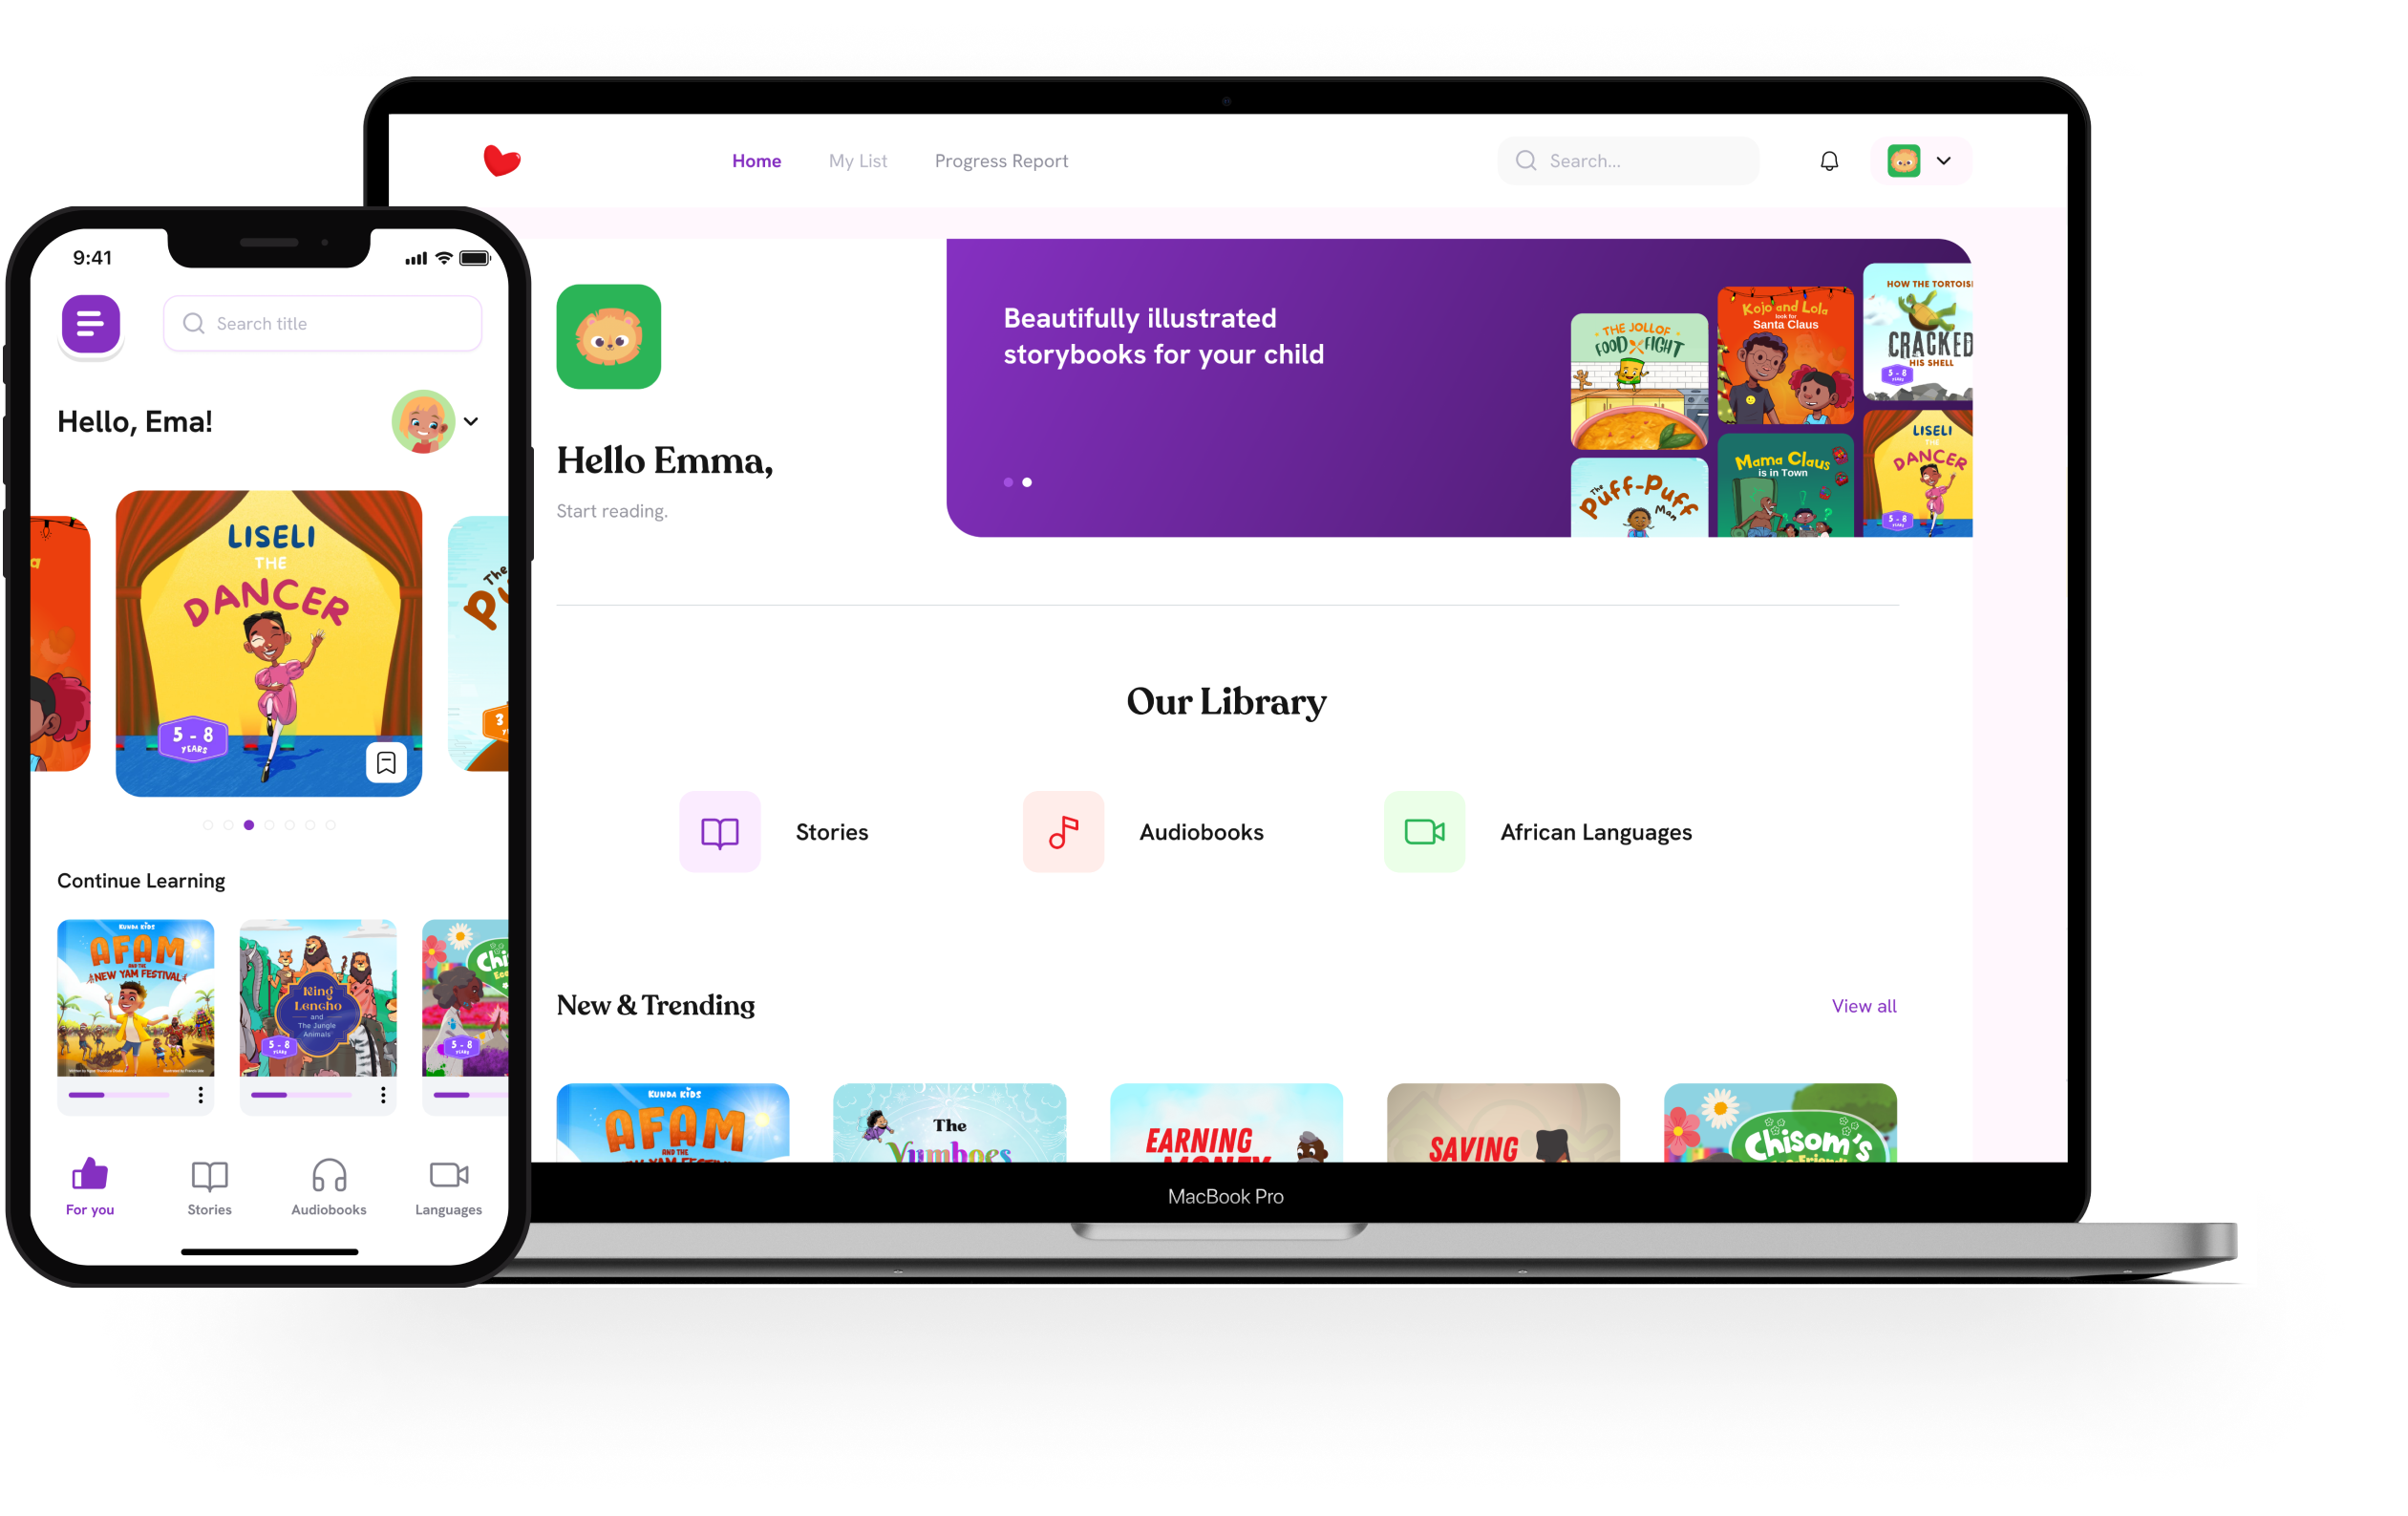 9:41
Search title
Hello, Ema!
LISELI
THE
DANCER
5 - 8
YEARS
The
3
Continue Learning
KUNDA KIDS
AFAM
AND THE
NEW YAM FESTIVAL
King
Lencho
and
The Jungle
Animals
5 - 8
YEARS
5 - 8
YEARS
For you
Stories
Audiobooks
Languages
Home
My List
Progress Report
Search...
Hello Emma,
Start reading.
Beautifully illustrated
storybooks for your child
THE JOLLOF
FOOD FIGHT
The
Puff-Puff
Man
Kojo and Lola
look for
Santa Claus
Mama Claus
is in Town
HOW THE
CRACKED
HIS SHELL
5 - 8
YEARS
LISELI
THE
DANCER
5 - 8
YEARS
Our Library
Stories
Audiobooks
African Languages
New & Trending
View all
KUNDA KIDS
AFAM
AND THE
NEW YAM FESTIVAL
The
Yumboes
EARNING
MONEY
SAVING
Chisom's
MacBook Pro